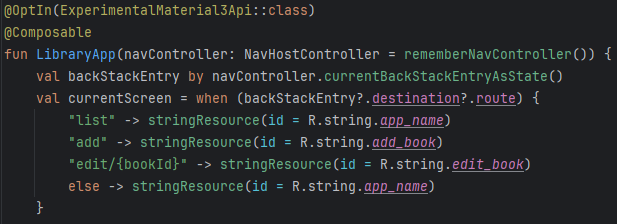 @OptIn(ExperimentalMaterial3Api::class)
@Composable
fun LibraryApp(navController: NavHostController = rememberNavController()) {
    val backStackEntry by navController.currentBackStackEntryAsState()
    val currentScreen = when (backStackEntry?.destination?.route) {
        "list" -> stringResource(id = R.string.app_name)
        "add" -> stringResource(id = R.string.add_book)
        "edit/{bookId}" -> stringResource(id = R.string.edit_book)
        else -> stringResource(id = R.string.app_name)
    }